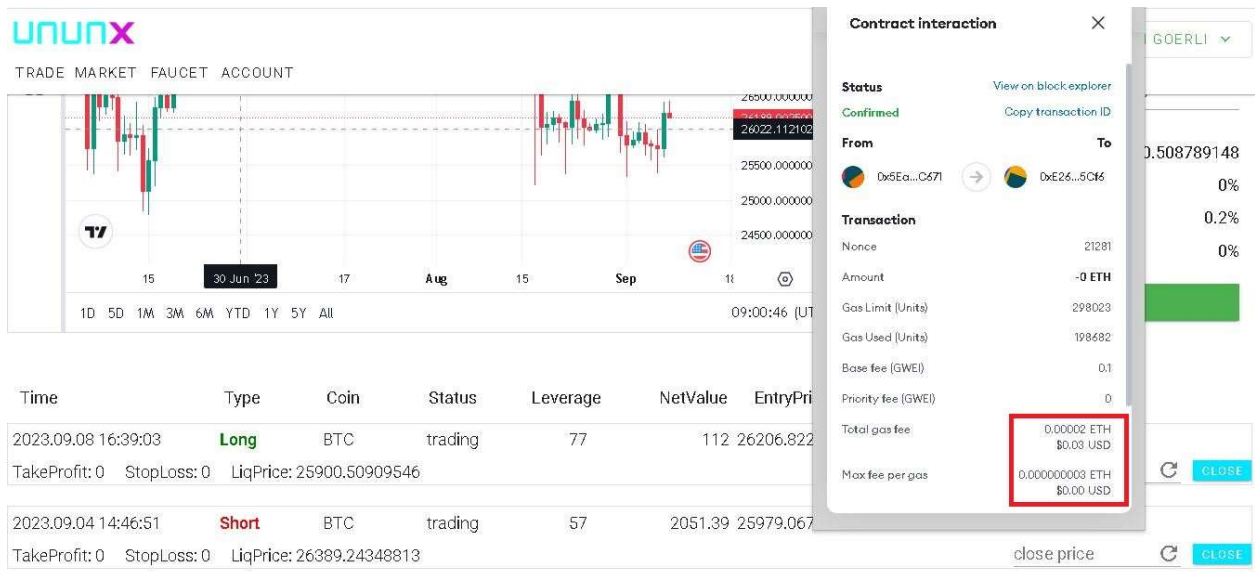 ununx
TRADE MARKET FAUCET ACCOUNT
GOERLI
26500.000000
26022.112102
25500.000000
25000.000000
24500.000000
15 30 Jun '23 17 Aug 15 Sep
1D 5D 1M 3M 6M YTD 1Y 5Y All
09:00:46 (UT
0.508789148
0%
0.2%
0%
Contract interaction
Status View on block explorer
Confirmed Copy transaction ID
From To
0x5Ea...C671 0xE26...5Cf6
Transaction
Nonce 21281
Amount -0 ETH
Gas Limit (Units) 298023
Gas Used (Units) 198682
Base fee (GWEI) 0.1
Priority fee (GWEI) 0
Total gas fee 0.00002 ETH
$0.03 USD
Max fee per gas 0.000000003 ETH
$0.00 USD
Time Type Coin Status Leverage NetValue EntryPri
2023.09.08 16:39:03 Long BTC trading 77 112 26206.822
TakeProfit: 0 StopLoss: 0 LiqPrice: 25900.50909546 CLOSE
2023.09.04 14:46:51 Short BTC trading 57 2051.39 25979.067
TakeProfit: 0 StopLoss: 0 LiqPrice: 26389.24348813 close price CLOSE